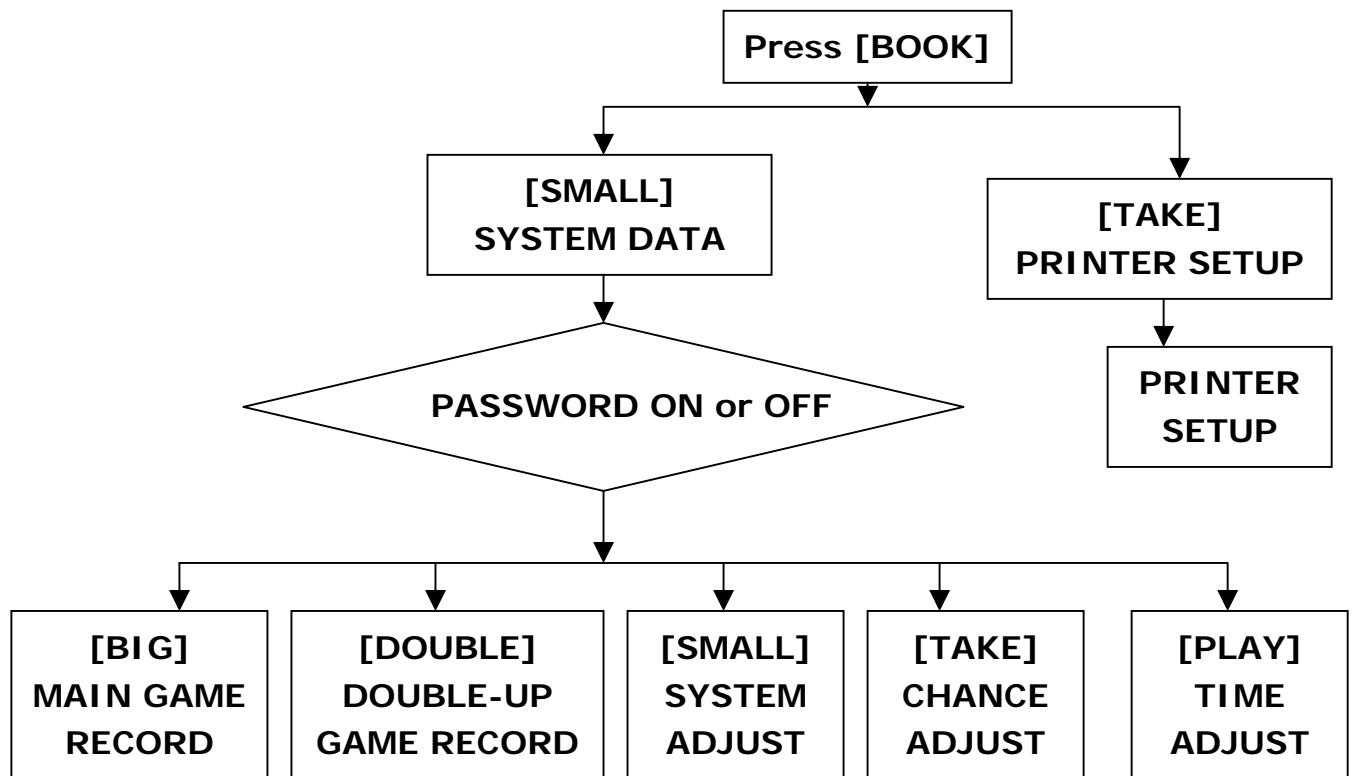 Press [BOOK]
[SMALL]
SYSTEM DATA
[TAKE]
PRINTER SETUP
PASSWORD ON or OFF
PRINTER
SETUP
[BIG]
MAIN GAME
RECORD
[DOUBLE]
DOUBLE-UP
GAME RECORD
[SMALL]
SYSTEM
ADJUST
[TAKE]
CHANCE
ADJUST
[PLAY]
TIME
ADJUST